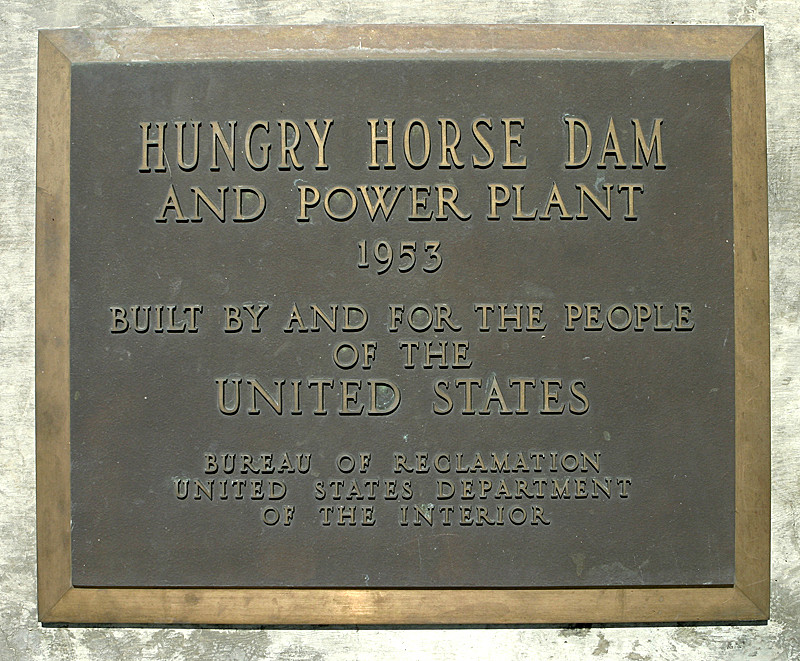 HUNGRY HORSE DAM
AND POWER PLANT
1953
BUILT BY AND FOR THE PEOPLE
OF THE
UNITED STATES
BUREAU OF RECLAMATION
UNITED STATES DEPARTMENT
OF THE INTERIOR